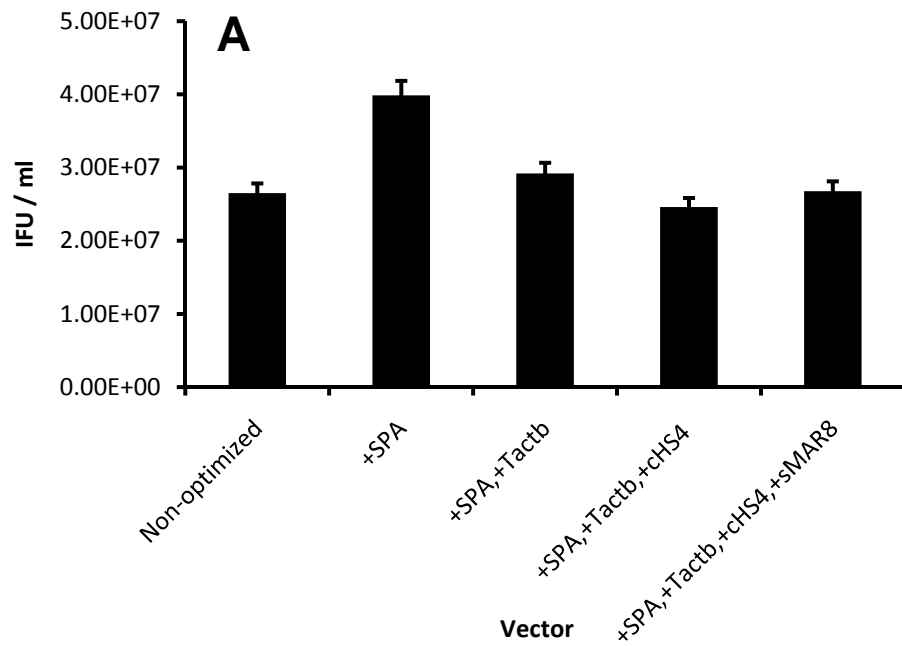 A
5.00E+07
4.00E+07
3.00E+07
2.00E+07
1.00E+07
0.00E+00
IFU / ml
Non-optimized
+SPA
+SPA,+Tactb
+SPA,+Tactb,+cHS4
+SPA,+Tactb,+cHS4,+sMAR8
Vector